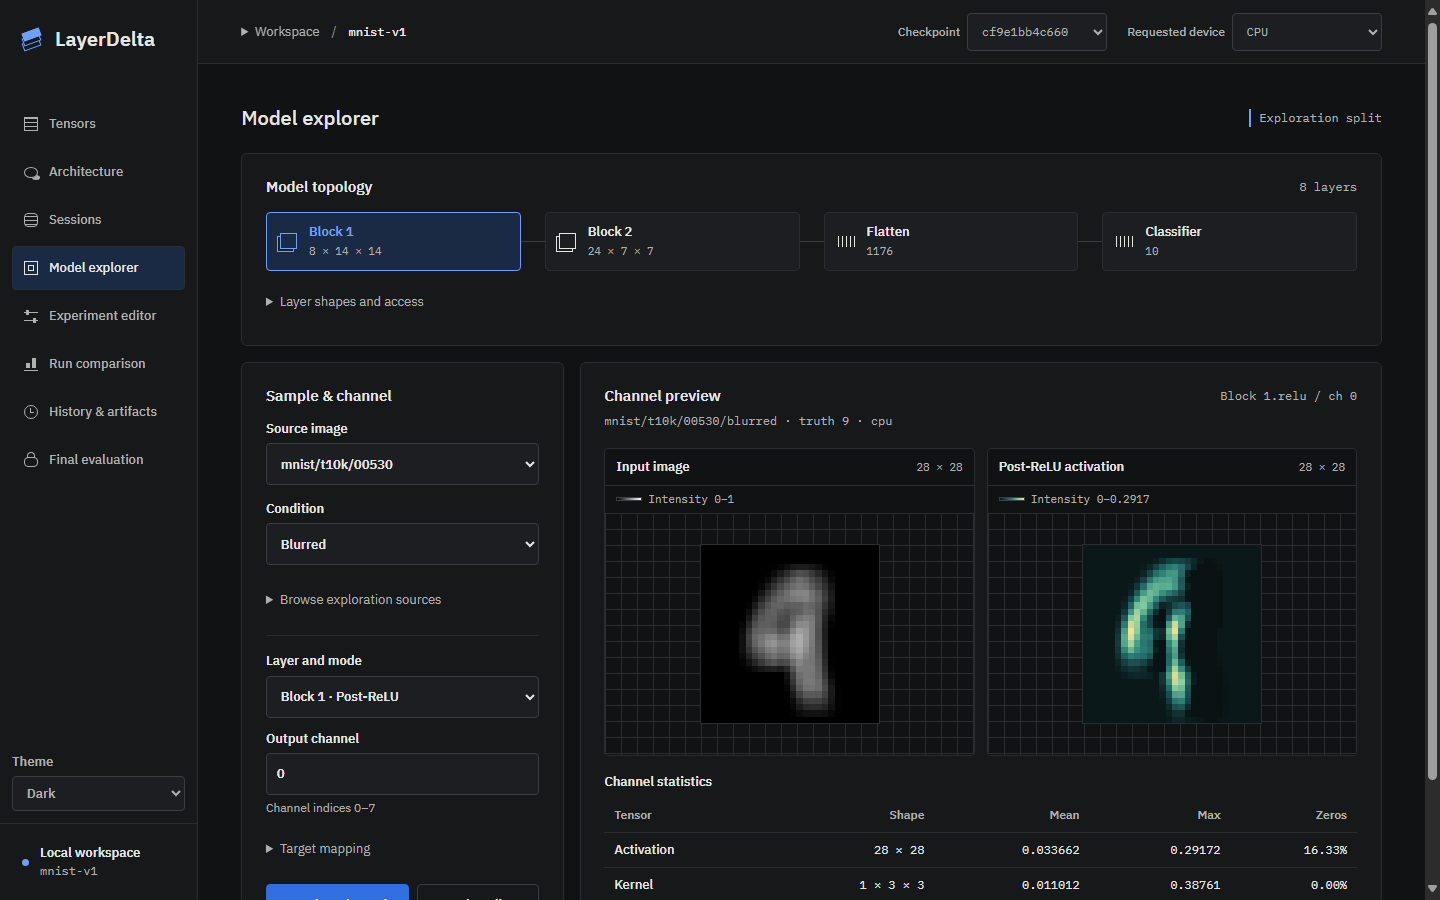 LayerDelta
Workspace / mnist-v1
Checkpoint cf9e1bb4c660
Requested device CPU
Tensors
Architecture
Sessions
Model explorer
Experiment editor
Run comparison
History & artifacts
Final evaluation
Theme
Dark
Local workspace
mnist-v1
Model explorer
Exploration split
Model topology
8 layers
Block 1
8 × 14 × 14
Block 2
24 × 7 × 7
Flatten
1176
Classifier
10
Layer shapes and access
Sample & channel
Source image
mnist/t10k/00530
Condition
Blurred
Browse exploration sources
Layer and mode
Block 1 · Post-ReLU
Output channel
0
Channel indices 0–7
Target mapping
Channel preview
Block 1.relu / ch 0
mnist/t10k/00530/blurred · truth 9 · cpu
Input image 28 × 28
Intensity 0–1
Post-ReLU activation 28 × 28
Intensity 0–0.2917
Channel statistics
Tensor Shape Mean Max Zeros
Activation 28 × 28 0.033662 0.29172 16.33%
Kernel 1 × 3 × 3 0.011012 0.38761 0.00%